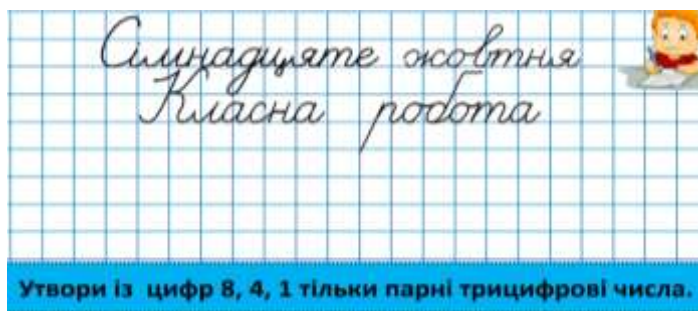 Сімнадцяте жовтня
Класна робота
Утвори із цифр 8, 4, 1 тільки парні трицифрові числа.